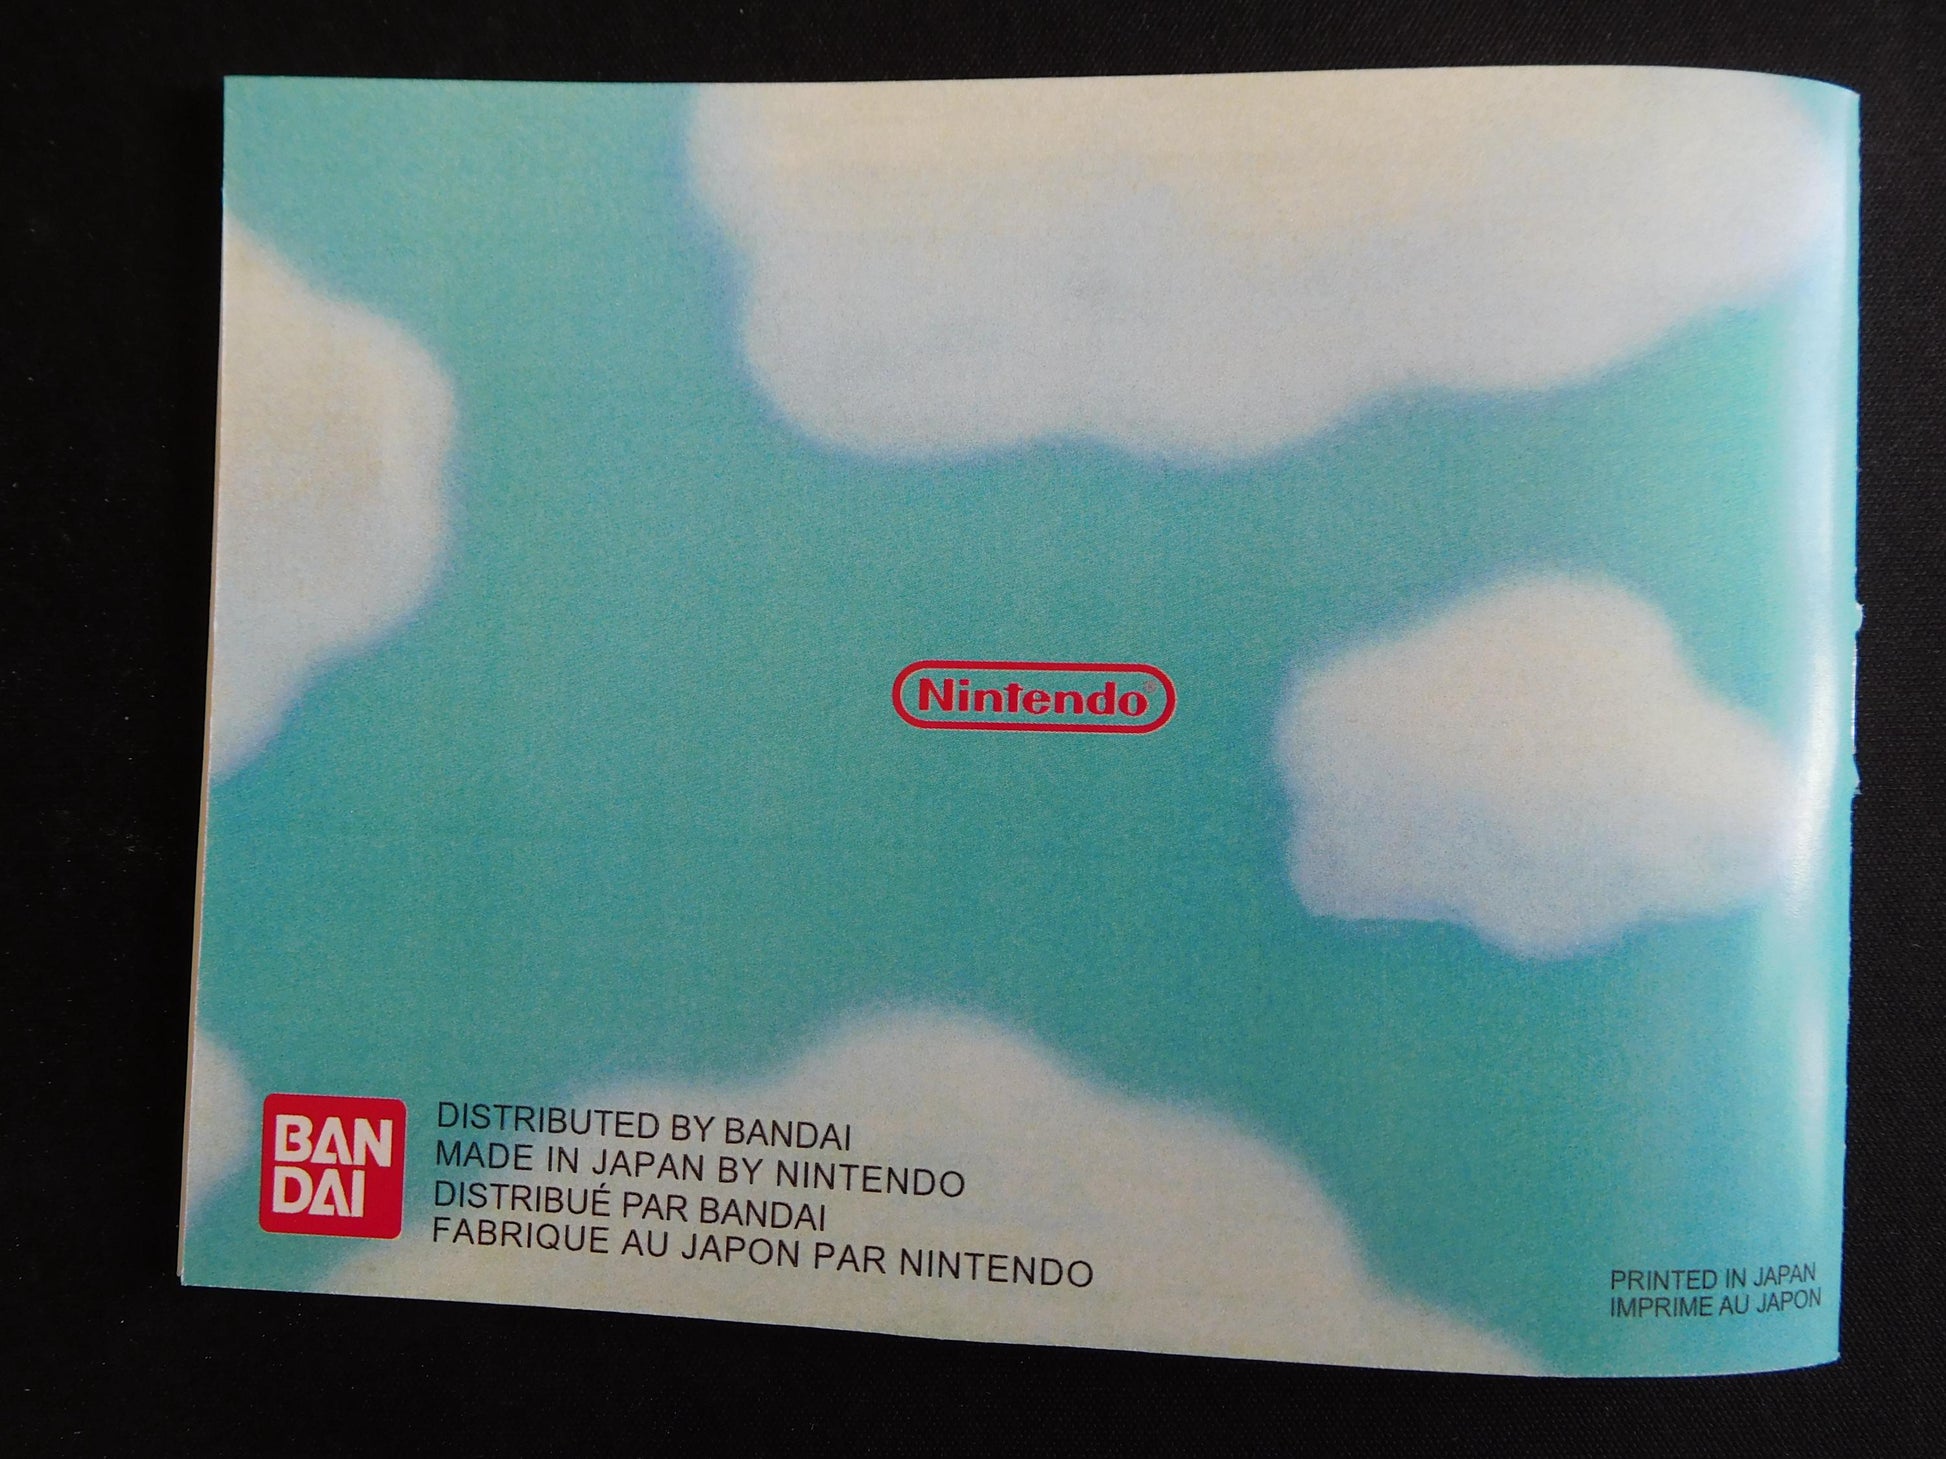 Nintendo®
BAN
DAI
DISTRIBUTED BY BANDAI
MADE IN JAPAN BY NINTENDO
DISTRIBUÉ PAR BANDAI
FABRIQUE AU JAPON PAR NINTENDO
PRINTED IN JAPAN
IMPRIME AU JAPON